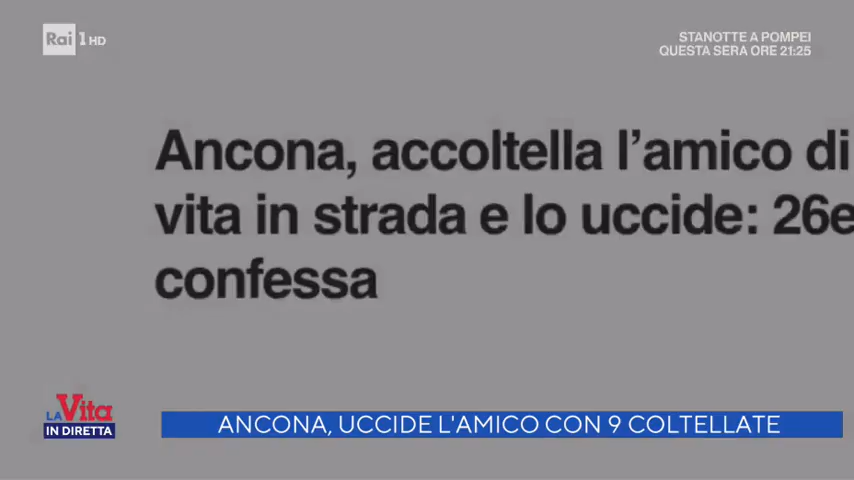 Rai 1 HD
STANOTTE A POMPEI
QUESTA SERA ORE 21:25
Ancona, accoltella l'amico di
vita in strada e lo uccide: 26e
confessa
LA Vita
IN DIRETTA
ANCONA, UCCIDE L'AMICO CON 9 COLTELLATE